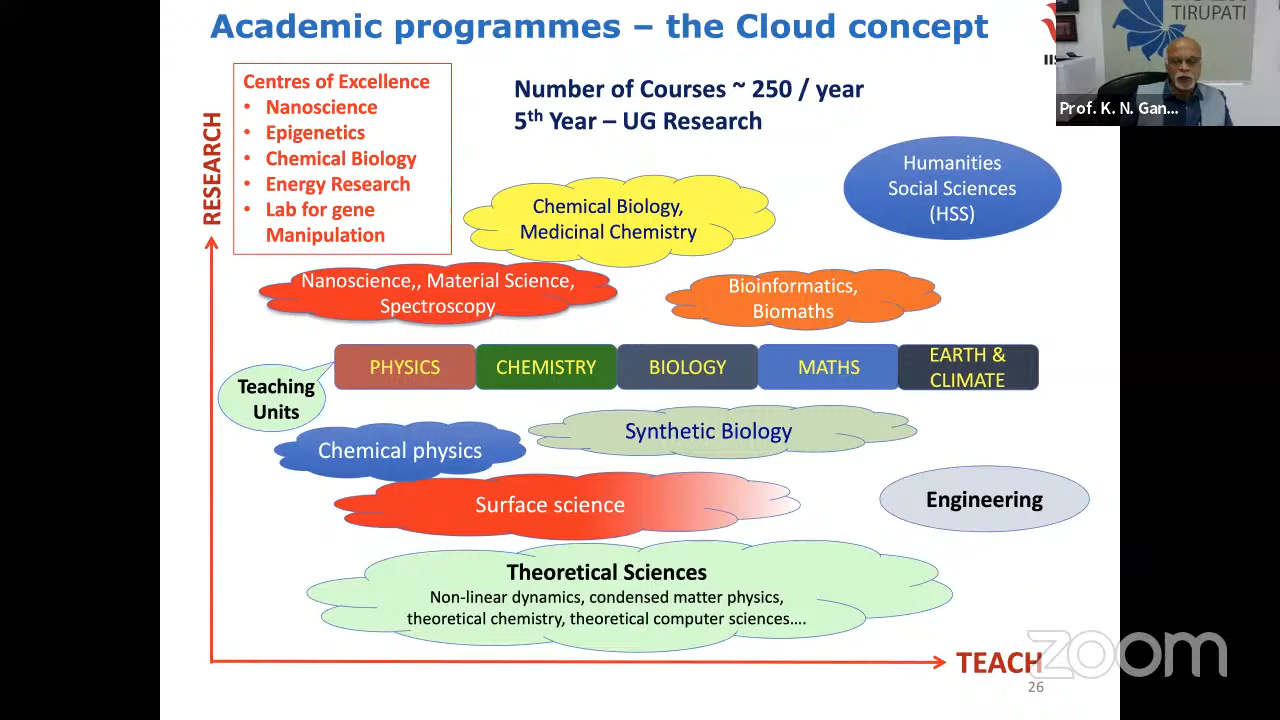 Academic programmes – the Cloud concept
TIRUPATI
Prof. K. N. Gan...
Centres of Excellence
• Nanoscience
• Epigenetics
• Chemical Biology
• Energy Research
• Lab for gene
Manipulation
Number of Courses ~ 250 / year
5th Year – UG Research
RESEARCH
Humanities
Social Sciences
(HSS)
Chemical Biology,
Medicinal Chemistry
Nanoscience,, Material Science,
Spectroscopy
Bioinformatics,
Biomaths
PHYSICS
CHEMISTRY
BIOLOGY
MATHS
EARTH &
CLIMATE
Teaching
Units
Chemical physics
Synthetic Biology
Surface science
Engineering
Theoretical Sciences
Non-linear dynamics, condensed matter physics,
theoretical chemistry, theoretical computer sciences....
TEACH
zoom
26